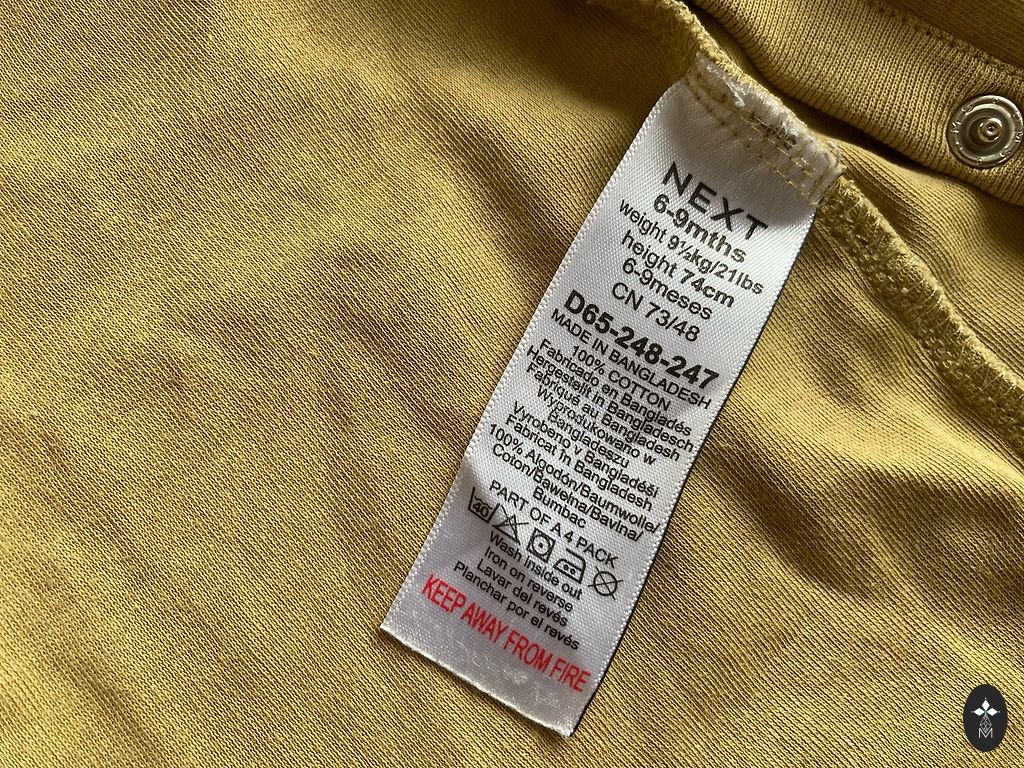 NEXT
6-9mths
weight 9½kg/21lbs
height 74cm
6-9meses
CN 73/48
D65-248-247
MADE IN BANGLADESH
100% COTTON
Fabricado en Bangladés
Hergestellt in Bangladesch
Fabriqué au Bangladesh
Wyprodukowano w
Bangladeszu
Vyrobeno v Bangladéši
Fabricat în Bangladesh
100% Algodón/Baumwolle/
Coton/Bawełna/Bavlna/
Bumbac
PART OF A 4 PACK
40
Wash inside out
Iron on reverse
Lavar del revés
Planchar por el revés
KEEP AWAY FROM FIRE
M